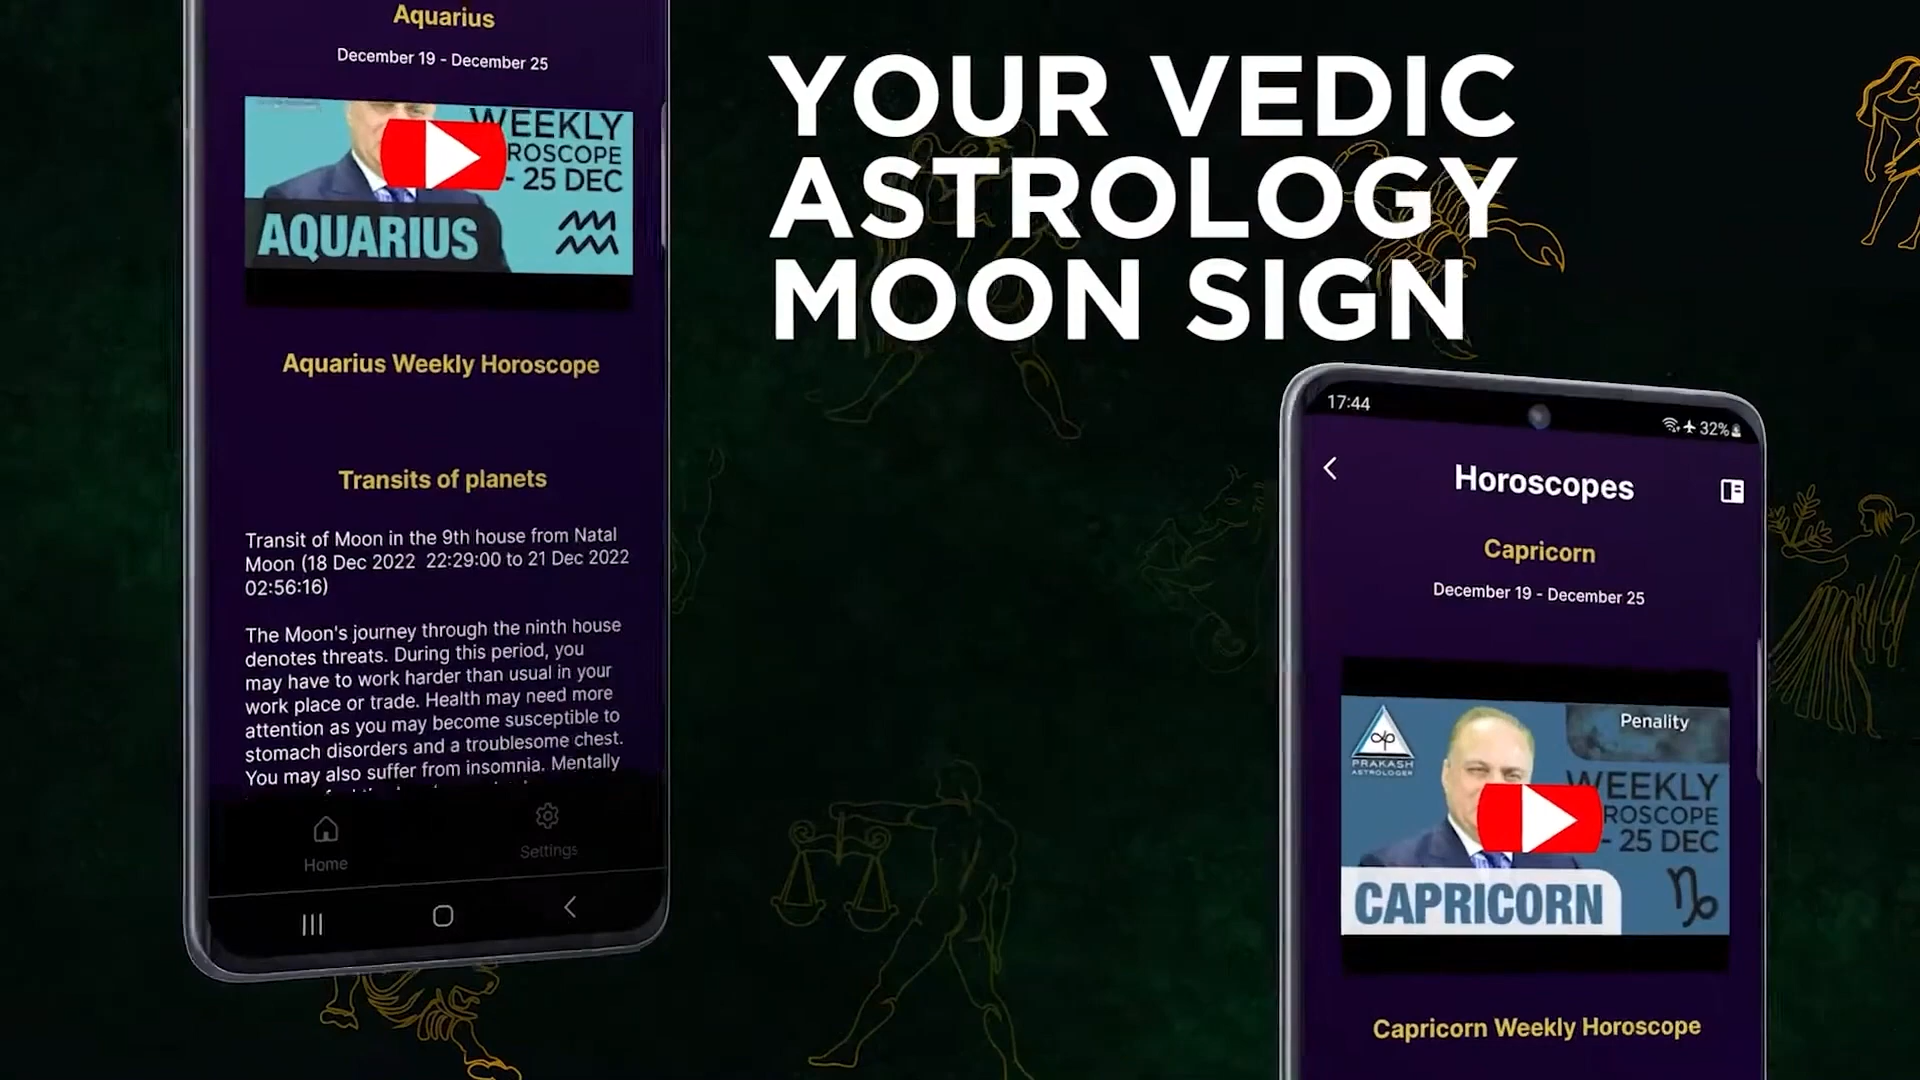 Aquarius
December 19 - December 25
WEEKLY
- 25 DEC
AQUARIUS
Aquarius Weekly Horoscope
Transits of planets
Transit of Moon in the 9th house from Natal
Moon (18 Dec 2022 22:29:00 to 21 Dec 2022
02:56:16)
The Moon's journey through the ninth house
denotes threats. During this period, you
may have to work harder than usual in your
work place or trade. Health may need more
attention as you may become susceptible to
stomach disorders and a troublesome chest.
You may also suffer from insomnia. Mentally
Home
Settings
YOUR VEDIC
ASTROLOGY
MOON SIGN
17:44
32%
Horoscopes
Capricorn
December 19 - December 25
PRAKASH
ASTROLOGER
Penality
WEEKLY
ROSCOPE
- 25 DEC
CAPRICORN
Capricorn Weekly Horoscope